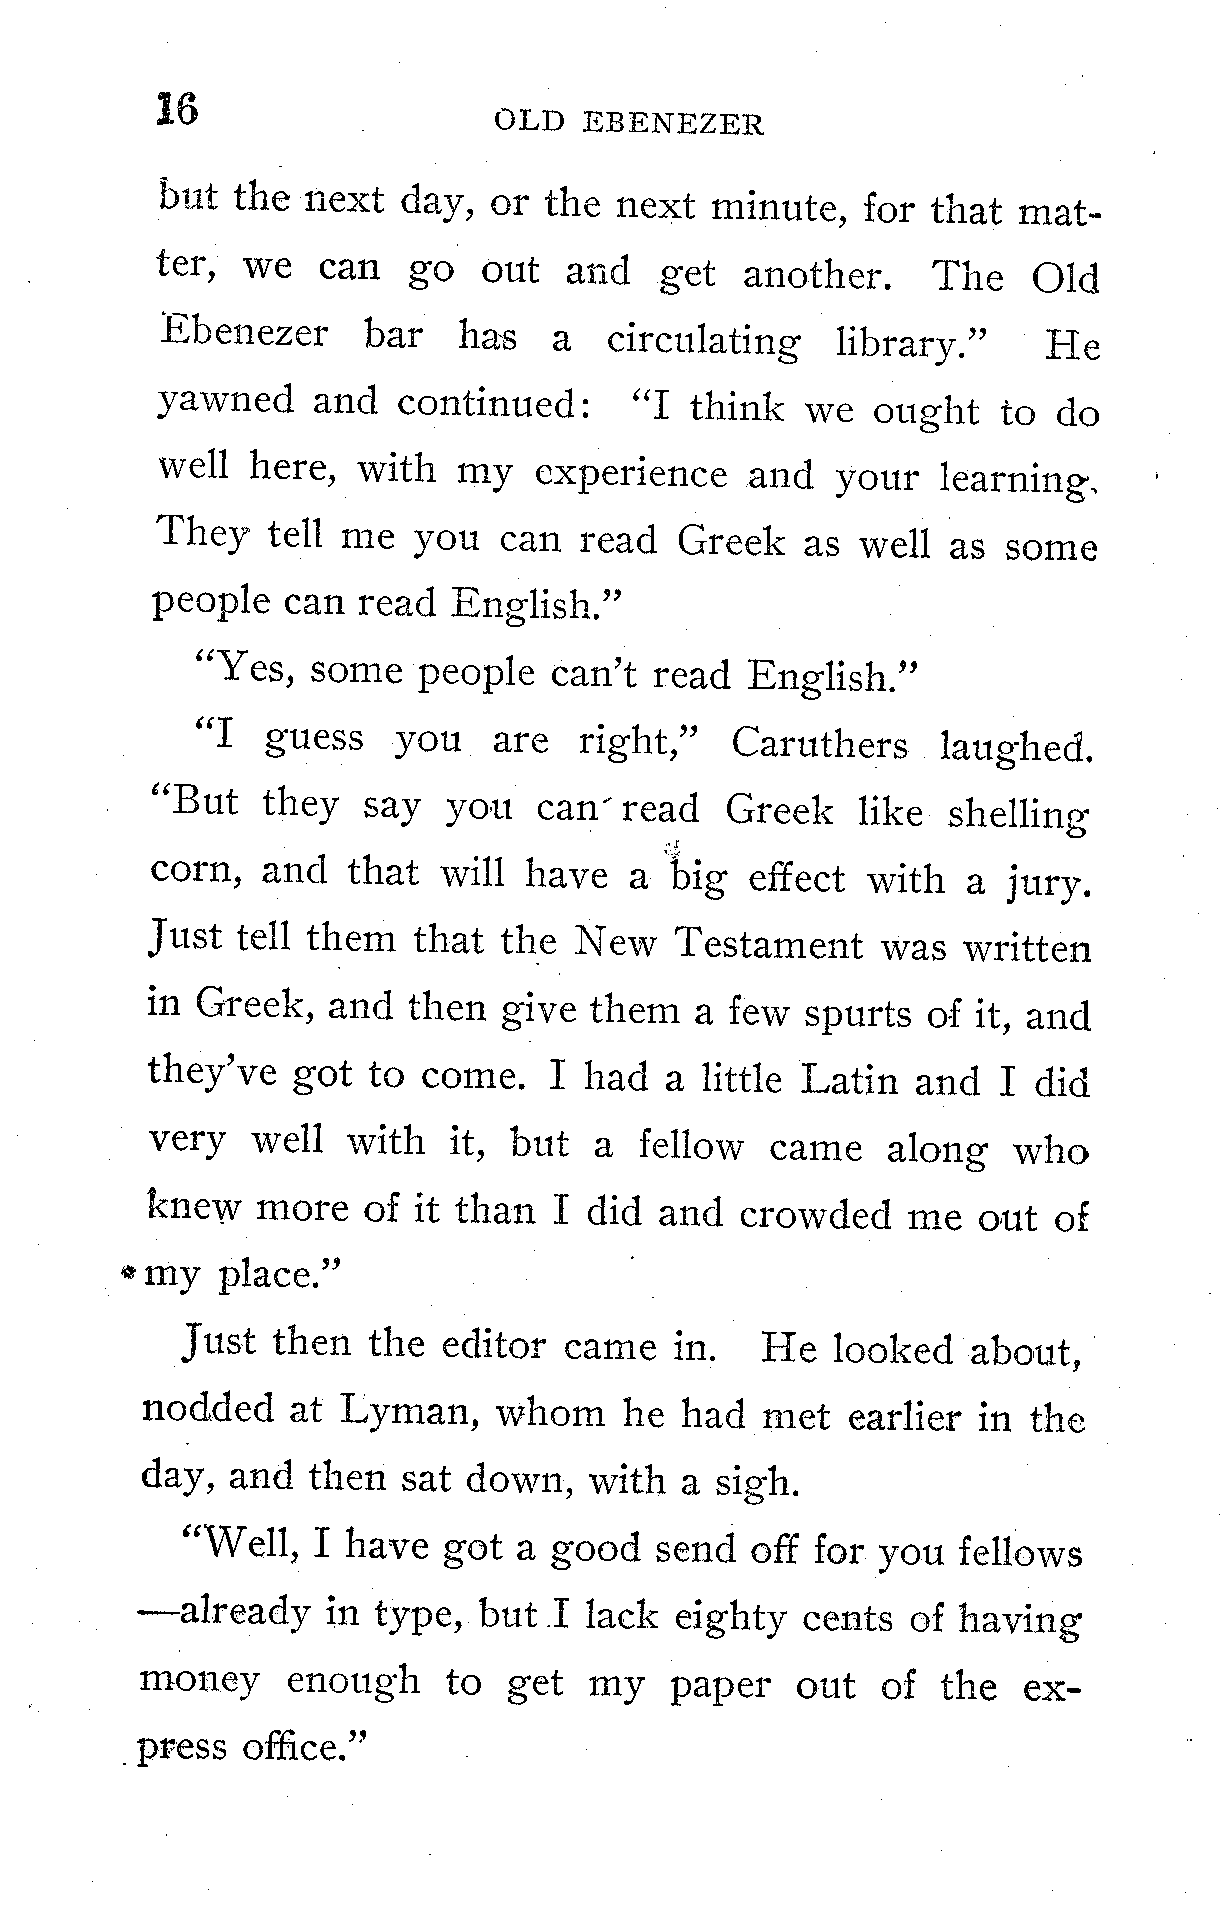 16
OLD EBENEZER
but the next day, or the next minute, for that mat-
ter, we can go out and get another. The Old
Ebenezer bar has a circulating library.” He
yawned and continued: “I think we ought to do
well here, with my experience and your learning.
They tell me you can read Greek as well as some
people can read English.”
“Yes, some people can’t read English.”
“I guess you are right,” Caruthers laughed.
“But they say you can read Greek like shelling
corn, and that will have a big effect with a jury.
Just tell them that the New Testament was written
in Greek, and then give them a few spurts of it, and
they’ve got to come. I had a little Latin and I did
very well with it, but a fellow came along who
knew more of it than I did and crowded me out of
my place.”
Just then the editor came in. He looked about,
nodded at Lyman, whom he had met earlier in the
day, and then sat down, with a sigh.
“Well, I have got a good send off for you fellows
—already in type, but I lack eighty cents of having
money enough to get my paper out of the ex-
press office.”